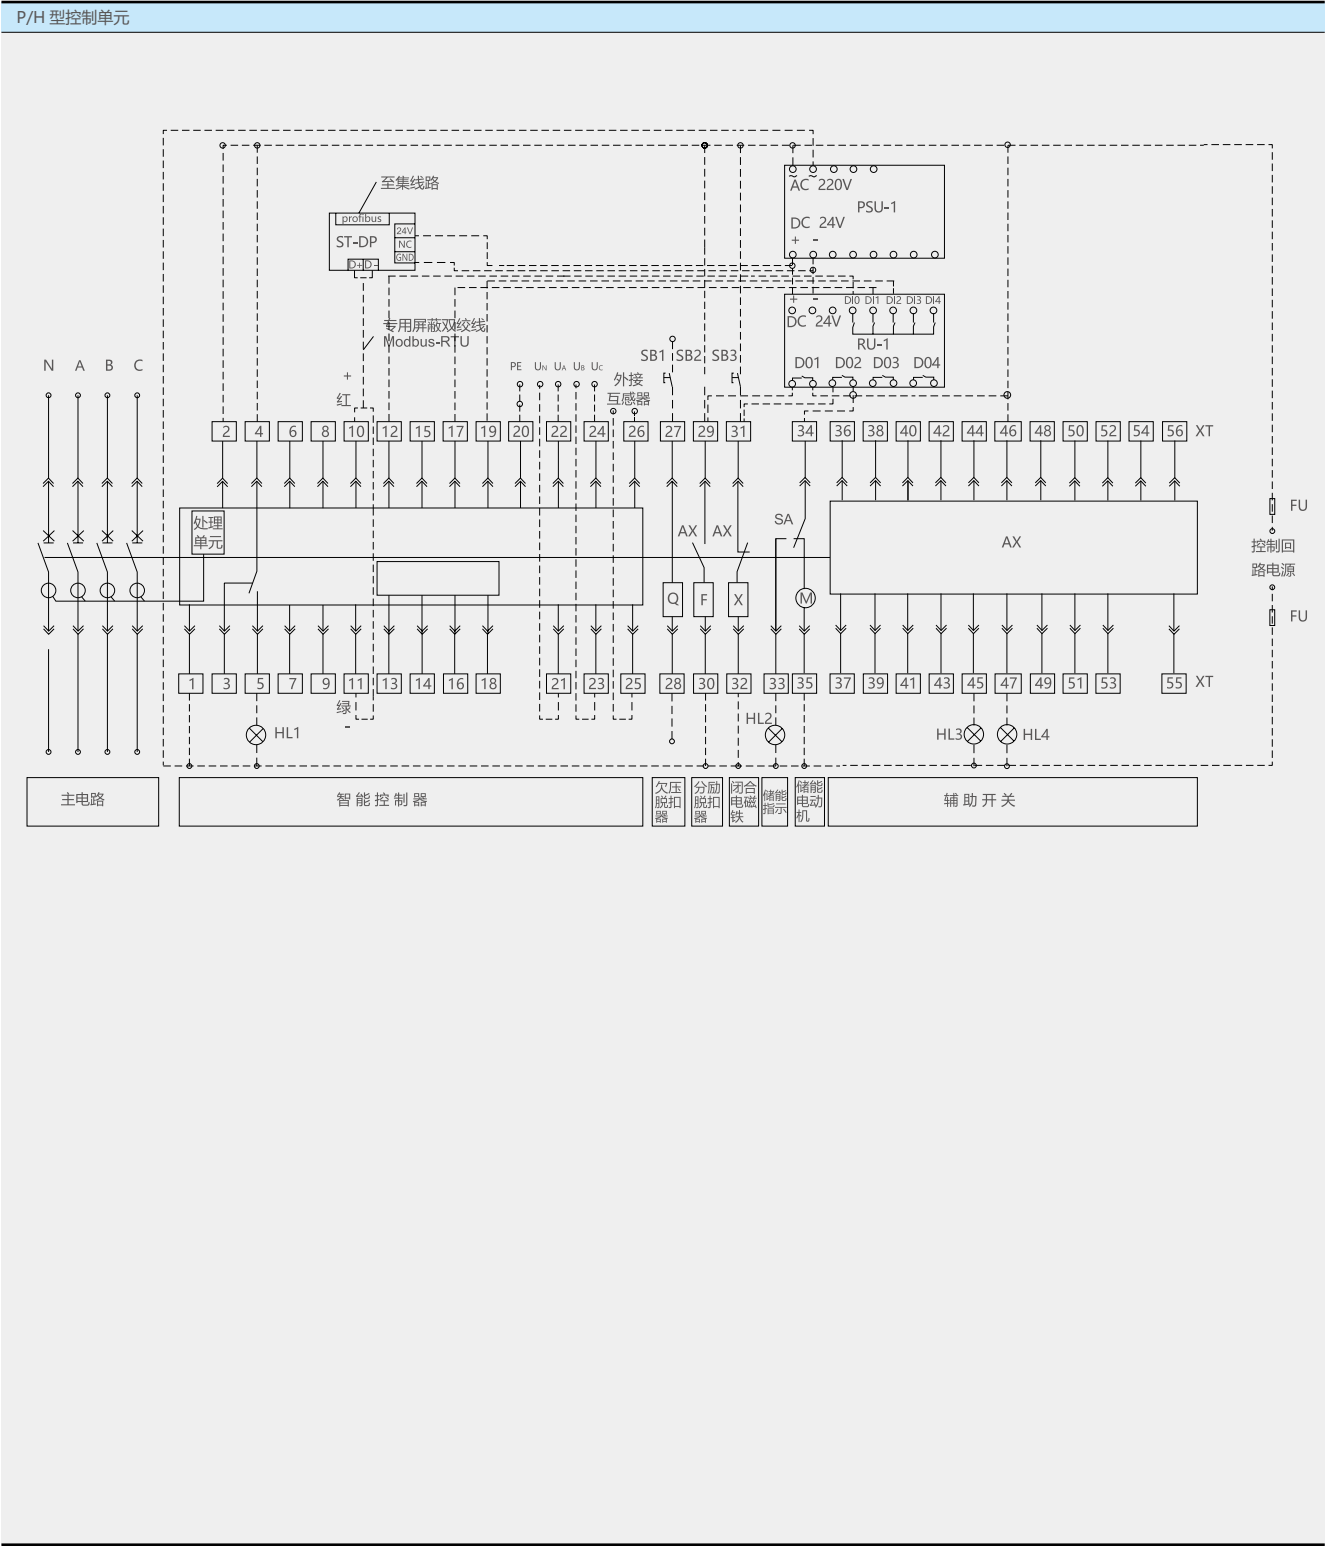 P/H 型控制单元
至集线路
profibus
ST-DP
24V
NC
GND
D+ D-
AC 220V
PSU-1
DC 24V
+ -
+ - DI0 DI1 DI2 DI3 DI4
DC 24V
RU-1
D01 D02 D03 D04
专用屏蔽双绞线
Modbus-RTU
N A B C
+
红
PE UN UA UB UC
外接
互感器
SB1 SB2 SB3
2 4 6 8 10 12 15 17 19 20 22 24 26 27 29 31 34 36 38 40 42 44 46 48 50 52 54 56 XT
处理
单元
AX AX
SA
AX
FU
控制回
路电源
FU
Q F X M
1 3 5 7 9 11 13 14 16 18 21 23 25 28 30 32 33 35 37 39 41 43 45 47 49 51 53 55 XT
绿
-
HL1
HL2
HL3 HL4
主电路
智能控制器
欠压
脱扣
器
分励
脱扣
器
闭合
电磁
铁
储能
指示
储能
电动
机
辅助开关